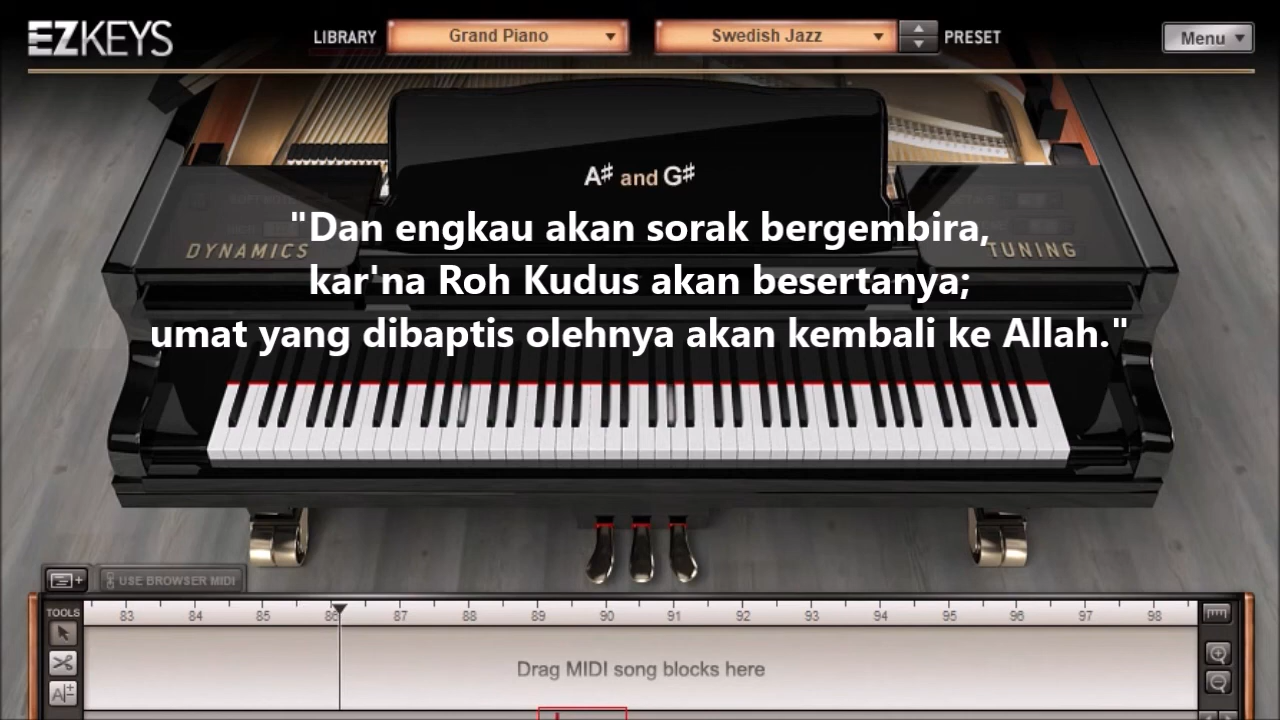 EZKEYS
LIBRARY
Grand Piano
Swedish Jazz
PRESET
Menu
A♯ and G♯
"Dan engkau akan sorak bergembira,
DYNAMICS
TUNING
kar'na Roh Kudus akan besertanya;
umat yang dibaptis olehnya akan kembali ke Allah."
USE BROWSER MIDI
TOOLS
83 84 85 86 87 88 89 90 91 92 93 94 95 96 97 98
Drag MIDI song blocks here